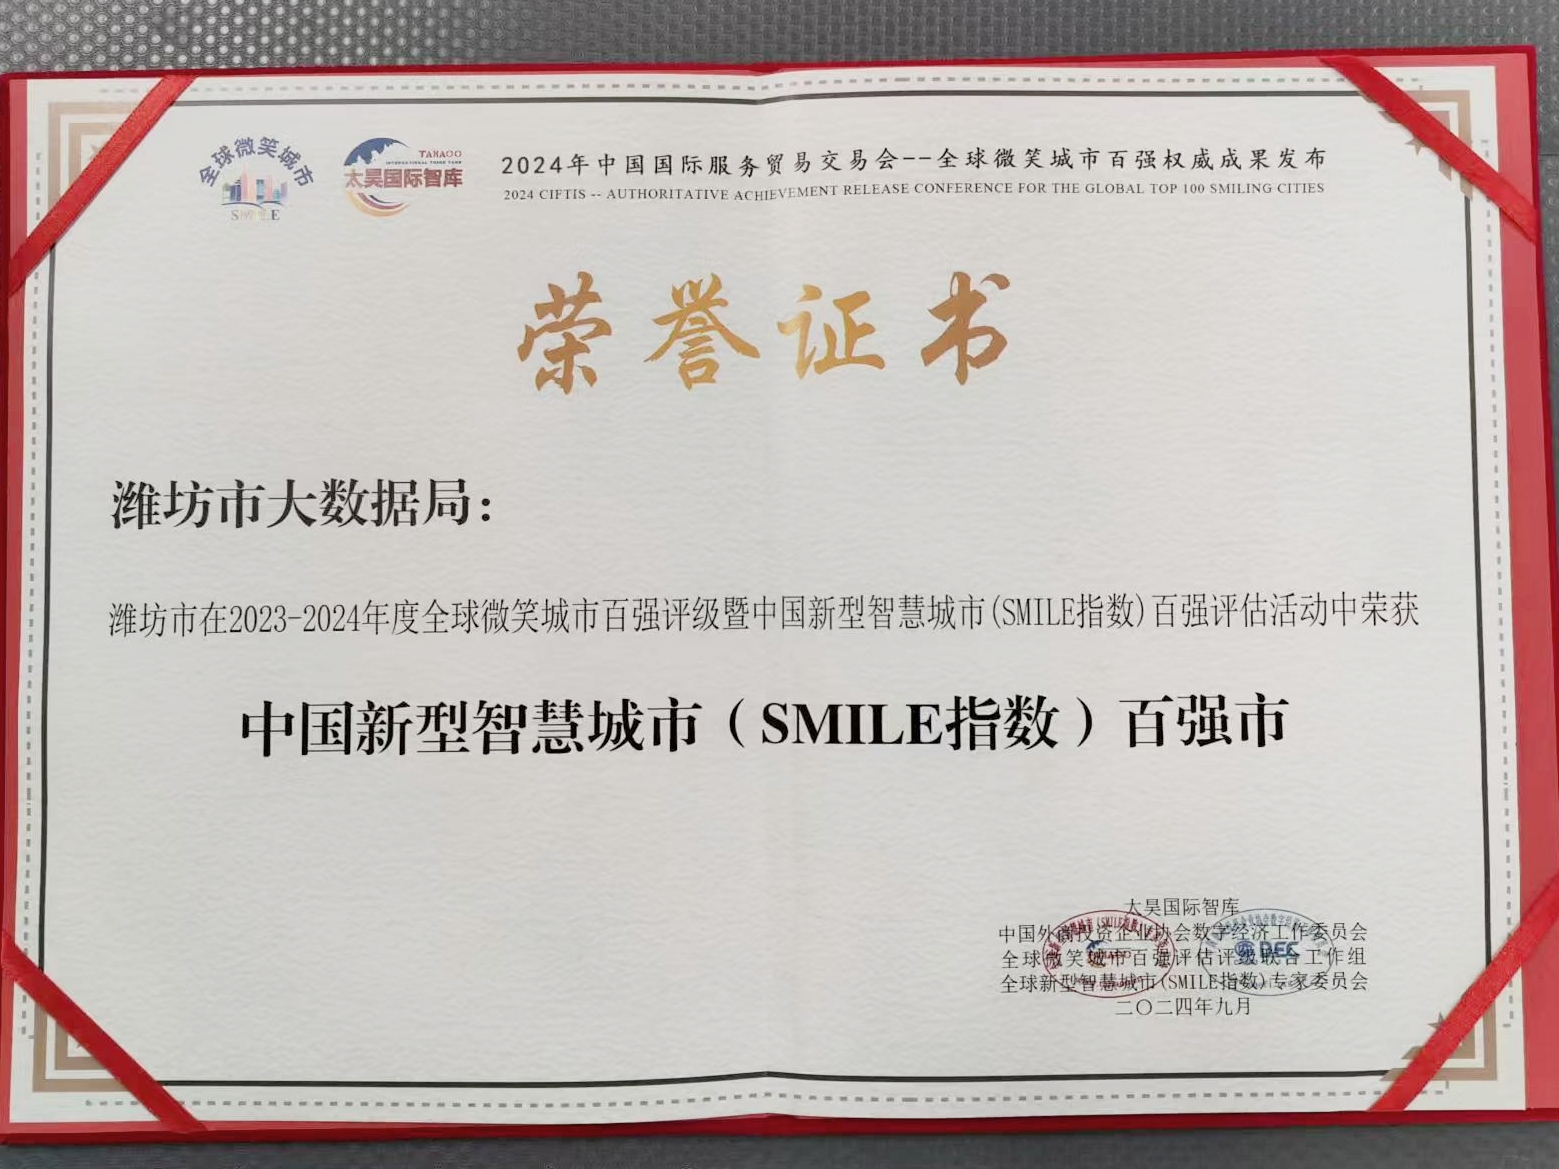 全球微笑城市
SMILE
TAHAOO
INTERNATIONAL THINK TANK
太昊国际智库
2024年中国国际服务贸易交易会--全球微笑城市百强权威成果发布
2024 CIFTIS -- AUTHORITATIVE ACHIEVEMENT RELEASE CONFERENCE FOR THE GLOBAL TOP 100 SMILING CITIES
荣誉证书
潍坊市大数据局：
潍坊市在2023-2024年度全球微笑城市百强评级暨中国新型智慧城市(SMILE指数)百强评估活动中荣获
中国新型智慧城市（SMILE指数）百强市
太昊国际智库
中国外商投资企业协会数字经济工作委员会
全球微笑城市百强评估评级联合工作组
全球新型智慧城市(SMILE指数)专家委员会
二〇二四年九月